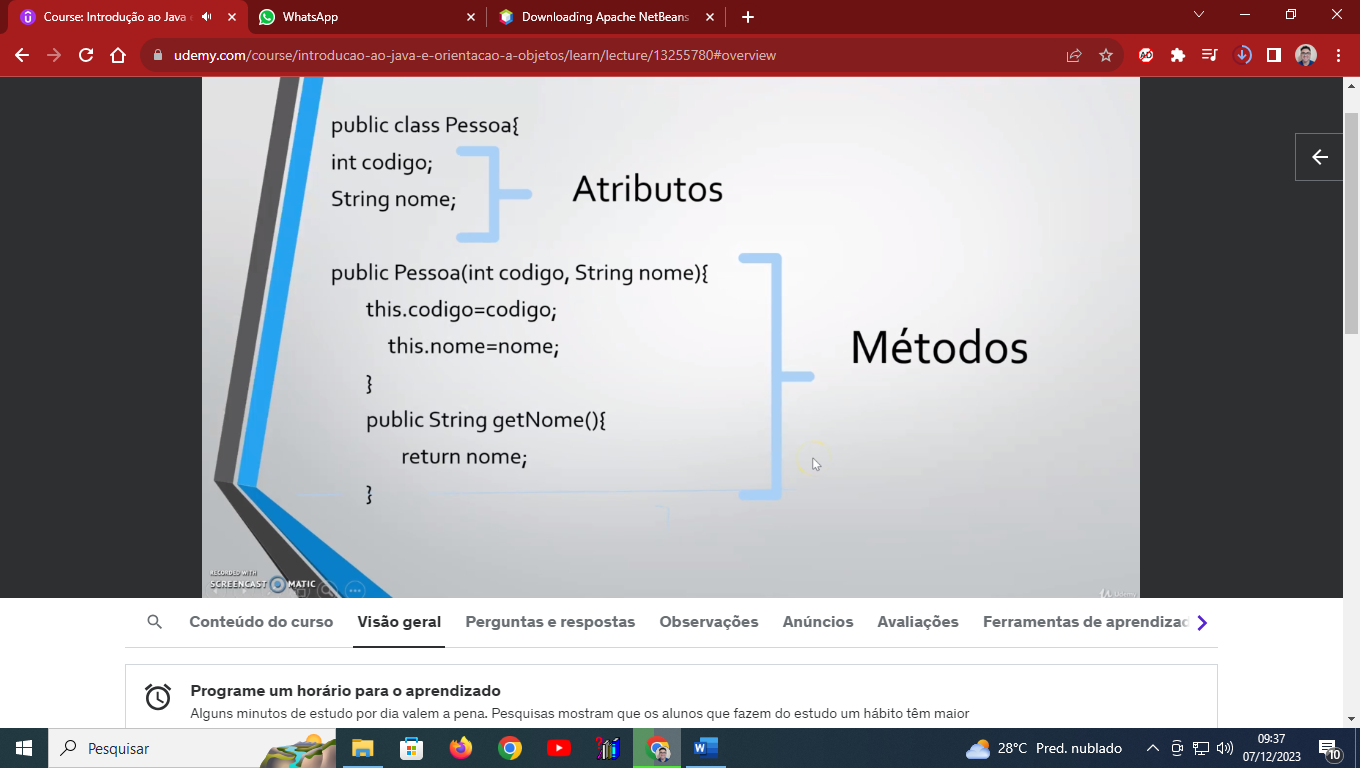 Course: Introdução ao Java e
WhatsApp
Downloading Apache NetBeans
udemy.com/course/introducao-ao-java-e-orientacao-a-objetos/learn/lecture/13255780#overview
public class Pessoa{
int codigo;
String nome;
Atributos
public Pessoa(int codigo, String nome){
this.codigo=codigo;
this.nome=nome;
}
public String getNome(){
return nome;
}
Métodos
RECORDED WITH
SCREENCAST MATIC
Udemy
Conteúdo do curso
Visão geral
Perguntas e respostas
Observações
Anúncios
Avaliações
Ferramentas de aprendizad
Programe um horário para o aprendizado
Alguns minutos de estudo por dia valem a pena. Pesquisas mostram que os alunos que fazem do estudo um hábito têm maior
Pesquisar
28°C Pred. nublado
09:37
07/12/2023
10